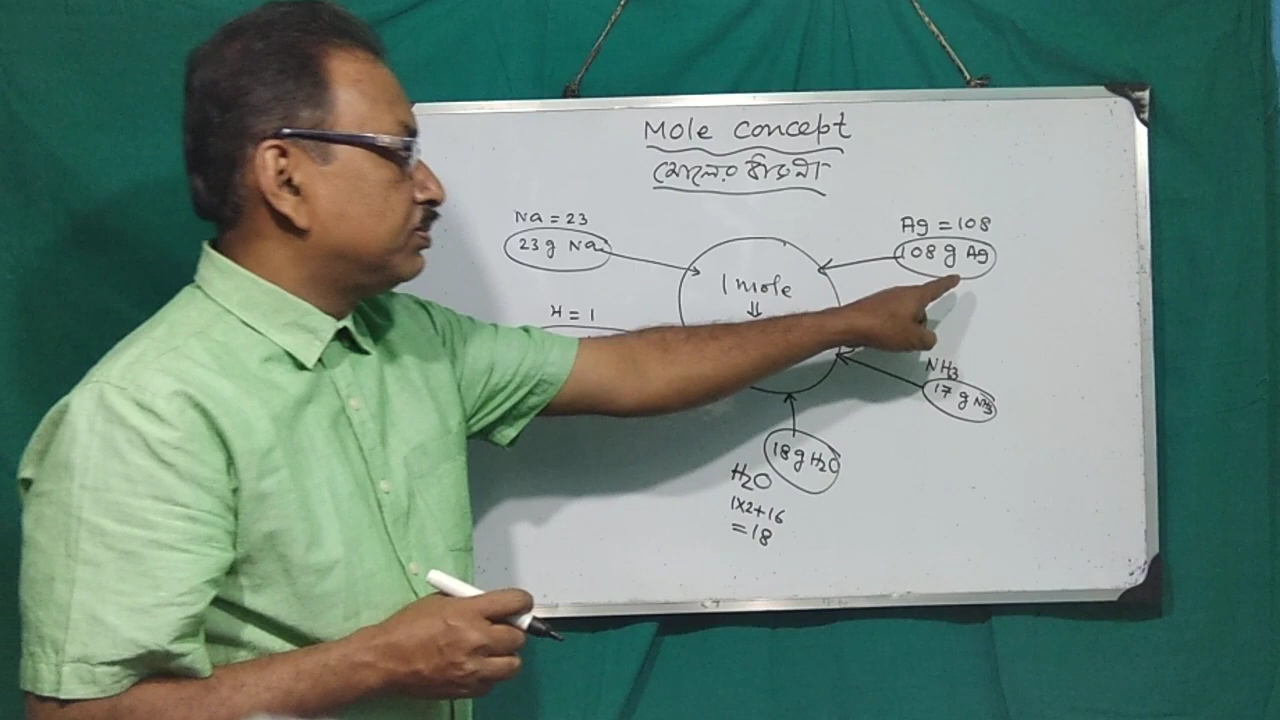 Mole Concept
মোলের ধারণা
Na = 23
23 g Na
Ag = 108
108 g Ag
1 mole
⇓
H = 1
NH3
17 g NH3
18 g H2O
H2O
1x2+16
= 18